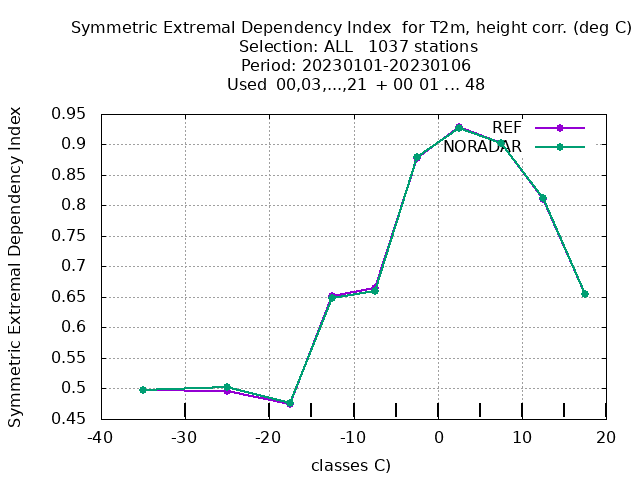 Symmetric Extremal Dependency Index  for T2m, height corr. (deg C)
Selection: ALL   1037 stations
Period: 20230101-20230106
Used  00,03,...,21  + 00 01 ... 48
Symmetric Extremal Dependency Index
0.95
0.9
0.85
0.8
0.75
0.7
0.65
0.6
0.55
0.5
0.45
REF
NORADAR
-40 -30 -20 -10 0 10 20
classes C)